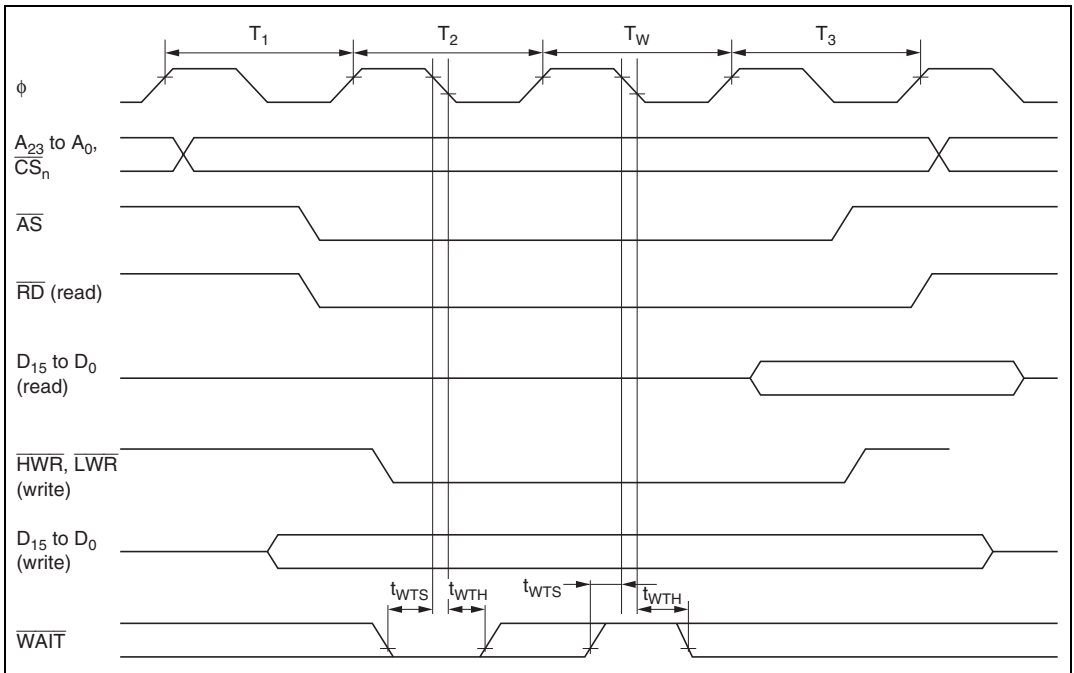 T1 T2 TW T3
ϕ
A23 to A0,
CSn
AS
RD (read)
D15 to D0
(read)
HWR, LWR
(write)
D15 to D0
(write)
tWTS tWTH tWTS tWTH
WAIT